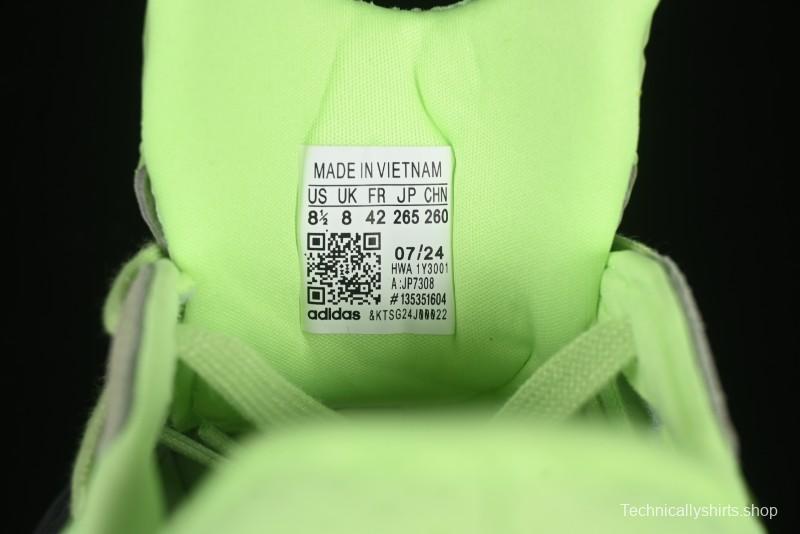 MADE IN VIETNAM
US UK FR JP CHN
8½ 8 42 265 260
07/24
HWA 1Y3001
A:JP7308
#135351604
adidas &KTSG24J00022
Technicallyshirts.shop